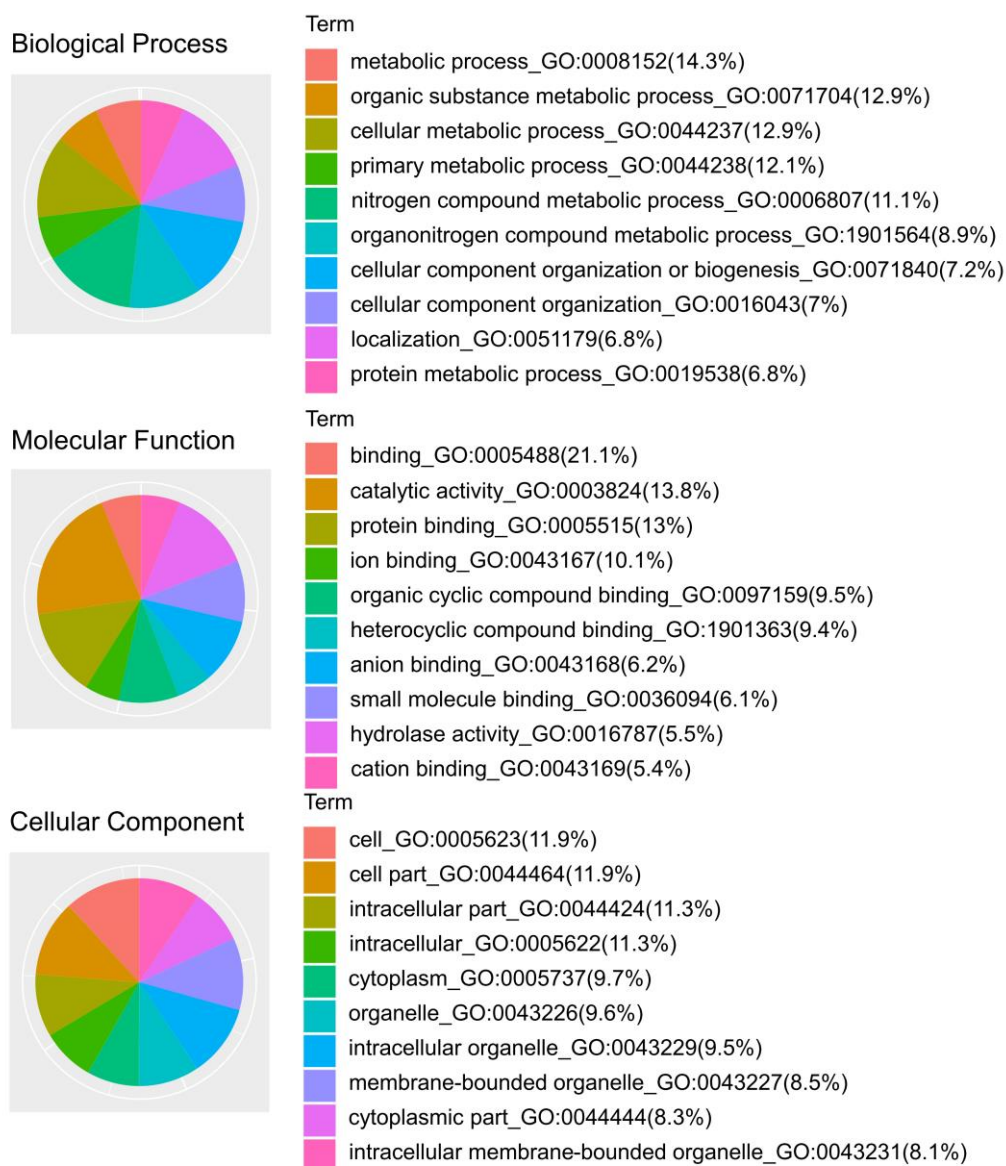 Biological Process
Term
metabolic process_GO:0008152(14.3%)
organic substance metabolic process_GO:0071704(12.9%)
cellular metabolic process_GO:0044237(12.9%)
primary metabolic process_GO:0044238(12.1%)
nitrogen compound metabolic process_GO:0006807(11.1%)
organonitrogen compound metabolic process_GO:1901564(8.9%)
cellular component organization or biogenesis_GO:0071840(7.2%)
cellular component organization_GO:0016043(7%)
localization_GO:0051179(6.8%)
protein metabolic process_GO:0019538(6.8%)
Molecular Function
Term
binding_GO:0005488(21.1%)
catalytic activity_GO:0003824(13.8%)
protein binding_GO:0005515(13%)
ion binding_GO:0043167(10.1%)
organic cyclic compound binding_GO:0097159(9.5%)
heterocyclic compound binding_GO:1901363(9.4%)
anion binding_GO:0043168(6.2%)
small molecule binding_GO:0036094(6.1%)
hydrolase activity_GO:0016787(5.5%)
cation binding_GO:0043169(5.4%)
Cellular Component
Term
cell_GO:0005623(11.9%)
cell part_GO:0044464(11.9%)
intracellular part_GO:0044424(11.3%)
intracellular_GO:0005622(11.3%)
cytoplasm_GO:0005737(9.7%)
organelle_GO:0043226(9.6%)
intracellular organelle_GO:0043229(9.5%)
membrane-bounded organelle_GO:0043227(8.5%)
cytoplasmic part_GO:0044444(8.3%)
intracellular membrane-bounded organelle_GO:0043231(8.1%)